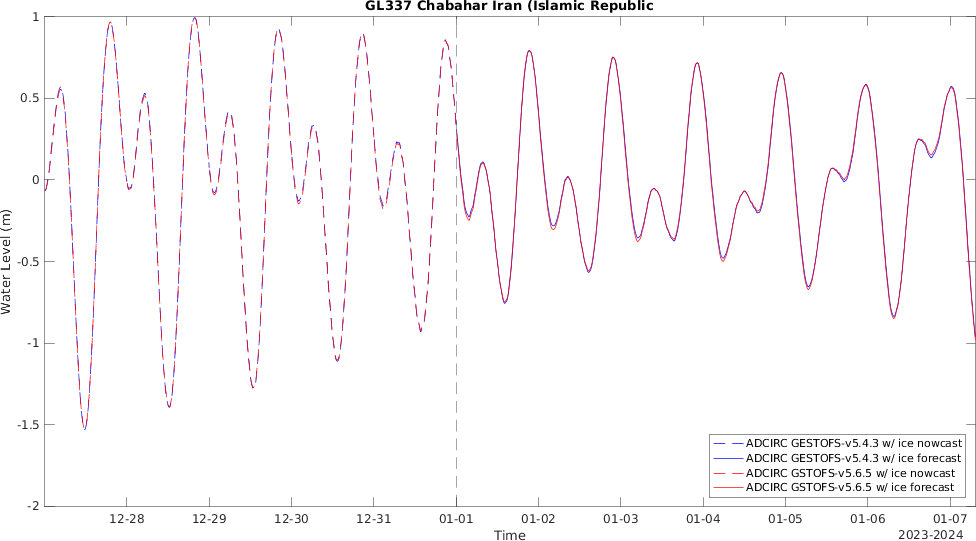 GL337 Chabahar Iran (Islamic Republic
1
0.5
0
-0.5
-1
-1.5
-2
Water Level (m)
12-28 12-29 12-30 12-31 01-01 01-02 01-03 01-04 01-05 01-06 01-07
Time
2023-2024
ADCIRC GESTOFS-v5.4.3 w/ ice nowcast
ADCIRC GESTOFS-v5.4.3 w/ ice forecast
ADCIRC GSTOFS-v5.6.5 w/ ice nowcast
ADCIRC GSTOFS-v5.6.5 w/ ice forecast